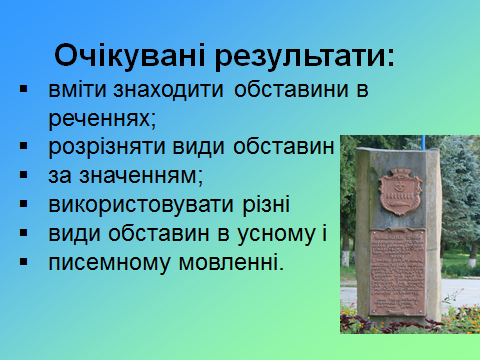 Очікувані результати:
▪ вміти знаходити обставини в
реченнях;
▪ розрізняти види обставин
▪ за значенням;
▪ використовувати різні
▪ види обставин в усному і
▪ писемному мовленні.